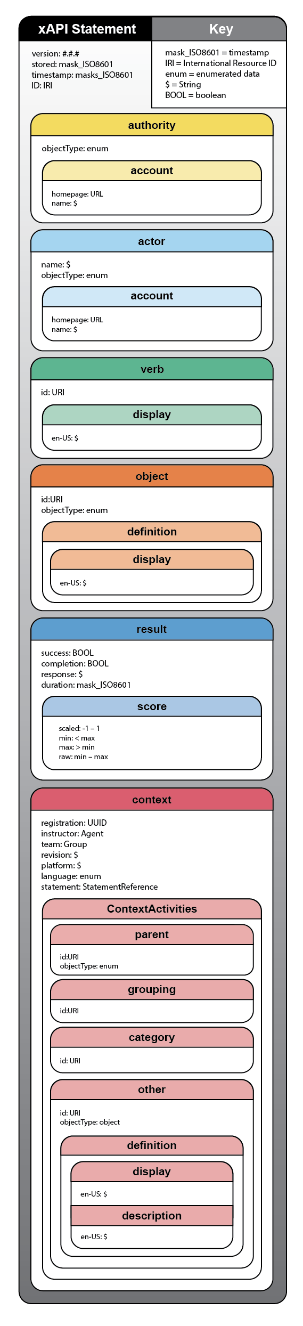 xAPI Statement
Key
version: #.##
stored: mask_ISO8601
timestamp: masks_ISO8601
ID: IRI
mask_ISO8601 = timestamp
IRI = International Resource ID
enum = enumerated data
$ = String
BOOL = boolean
authority
objectType: enum
account
homepage: URL
name: $
actor
name: $
objectType: enum
account
homepage: URL
name: $
verb
id: URI
display
en-US: $
object
id:URI
objectType: enum
definition
display
en-US: $
result
success: BOOL
completion: BOOL
response: $
duration: mask_ISO8601
score
scaled: -1 – 1
min: < max
max: > min
raw: min – max
context
registration: UUID
instructor: Agent
team: Group
revision: $
platform: $
language: enum
statement: StatementReference
ContextActivities
parent
id:URI
objectType: enum
grouping
id:URI
category
id: URI
other
id: URI
objectType: object
definition
display
en-US: $
description
en-US: $